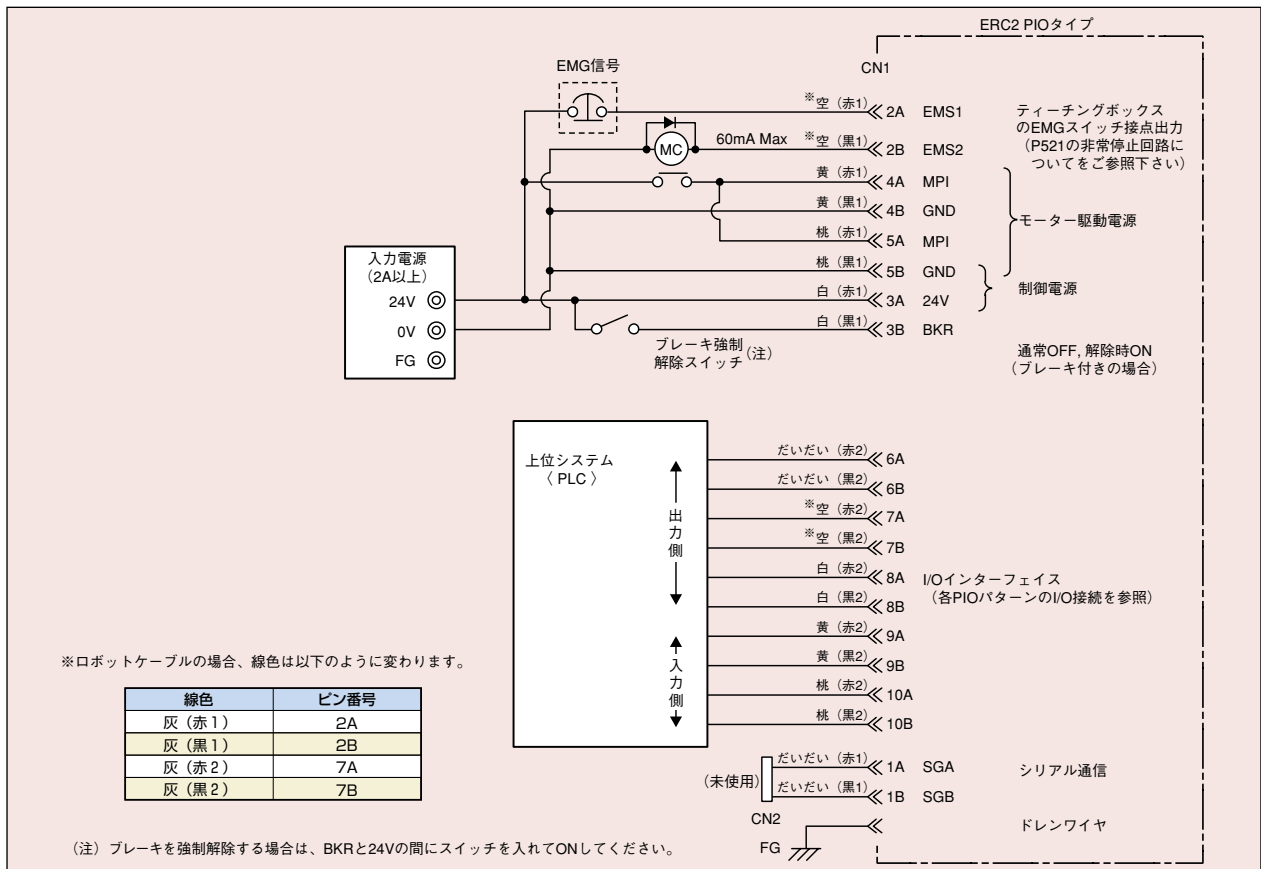 ERC2 PIOタイプ
CN1
EMG信号
※空（赤1） 2A EMS1
ティーチングボックス
のEMGスイッチ接点出力
（P521の非常停止回路に
ついてをご参照下さい）
MC 60mA Max ※空（黒1） 2B EMS2
黄（赤1） 4A MPI
黄（黒1） 4B GND
モーター駆動電源
桃（赤1） 5A MPI
桃（黒1） 5B GND
制御電源
白（赤1） 3A 24V
白（黒1） 3B BKR
入力電源
（2A以上）
24V
0V
FG
ブレーキ強制
解除スイッチ（注）
通常OFF, 解除時ON
（ブレーキ付きの場合）
上位システム
〈 PLC 〉
出力側
入力側
だいだい（赤2） 6A
だいだい（黒2） 6B
※空（赤2） 7A
※空（黒2） 7B
白（赤2） 8A
白（黒2） 8B
I/Oインターフェイス
（各PIOパターンのI/O接続を参照）
黄（赤2） 9A
黄（黒2） 9B
桃（赤2） 10A
桃（黒2） 10B
※ロボットケーブルの場合、線色は以下のように変わります。
線色 ピン番号
灰（赤1） 2A
灰（黒1） 2B
灰（赤2） 7A
灰（黒2） 7B
（未使用）
だいだい（赤1） 1A SGA
だいだい（黒1） 1B SGB
シリアル通信
CN2
FG
ドレンワイヤ
（注）ブレーキを強制解除する場合は、BKRと24Vの間にスイッチを入れてONしてください。